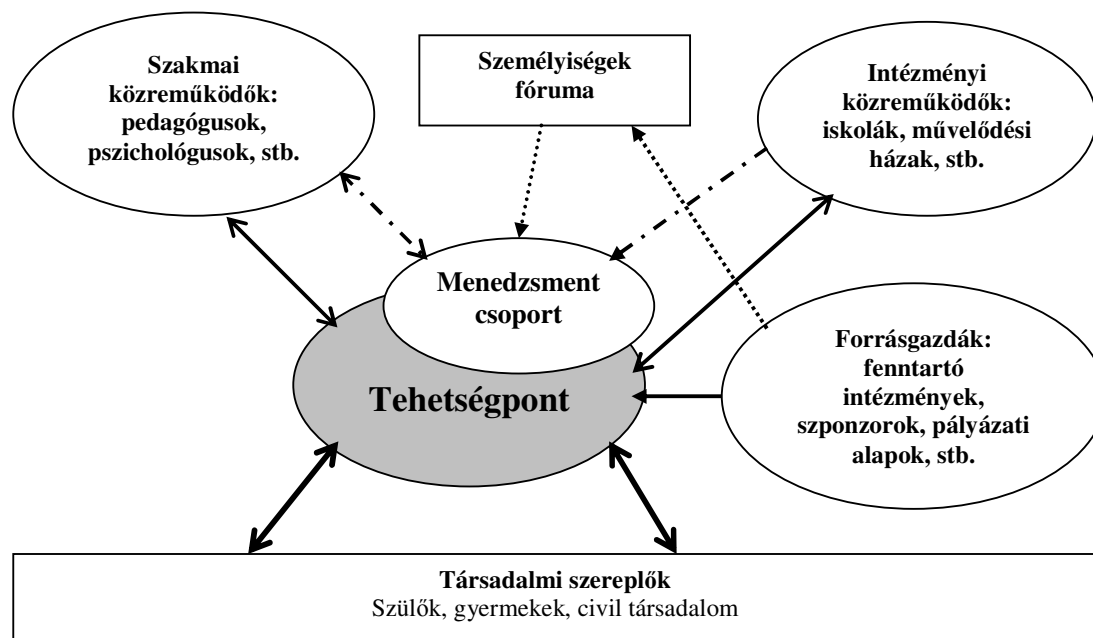 Szakmai
közreműködők:
pedagógusok,
pszichológusok, stb.
Személyiségek
fóruma
Intézményi
közreműködők:
iskolák, művelődési
házak, stb.
Menedzsment
csoport
Tehetségpont
Forrásgazdák:
fenntartó
intézmények,
szponzorok, pályázati
alapok, stb.
Társadalmi szereplők
Szülők, gyermekek, civil társadalom